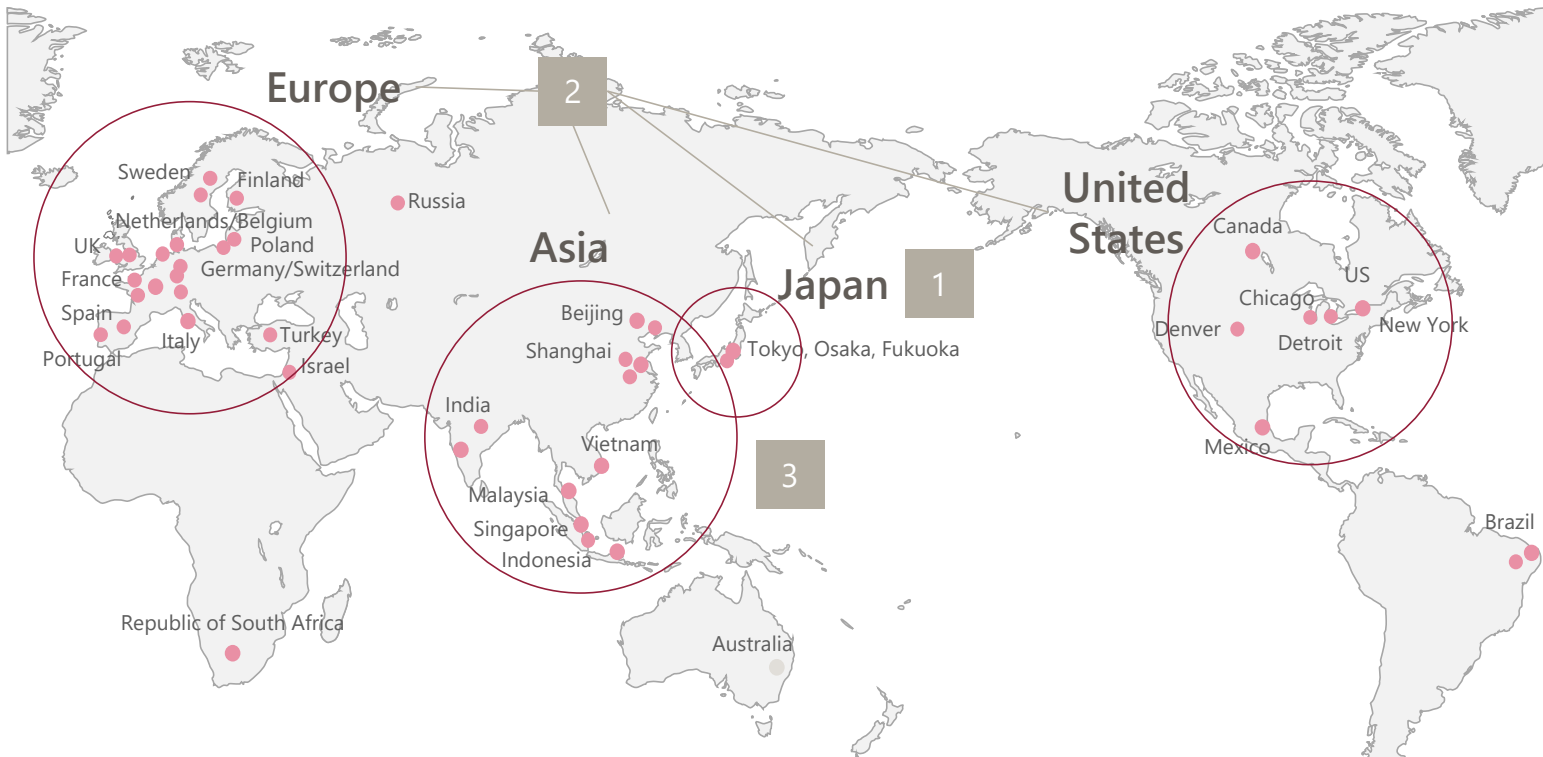 Europe
2
Sweden
Finland
Russia
Netherlands/Belgium
UK
Poland
France
Germany/Switzerland
Spain
Italy
Turkey
Portugal
Israel
Asia
Beijing
Shanghai
India
Vietnam
Malaysia
Singapore
Indonesia
Japan
1
Tokyo, Osaka, Fukuoka
3
United
States
Canada
US
Chicago
Denver
Detroit
New York
Mexico
Brazil
Republic of South Africa
Australia